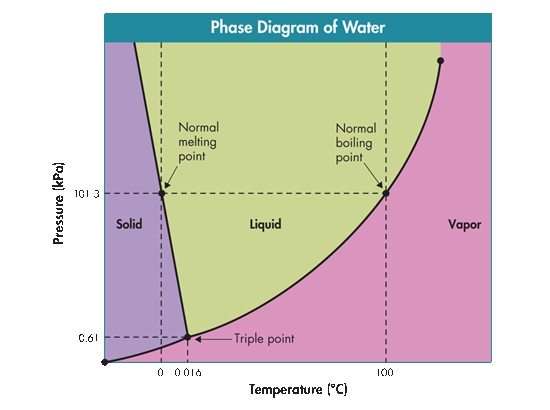 Phase Diagram of Water
Normal
melting
point
Normal
boiling
point
Pressure (kPa)
101.3
Solid
Liquid
Vapor
0.61
Triple point
0
0.016
100
Temperature (°C)